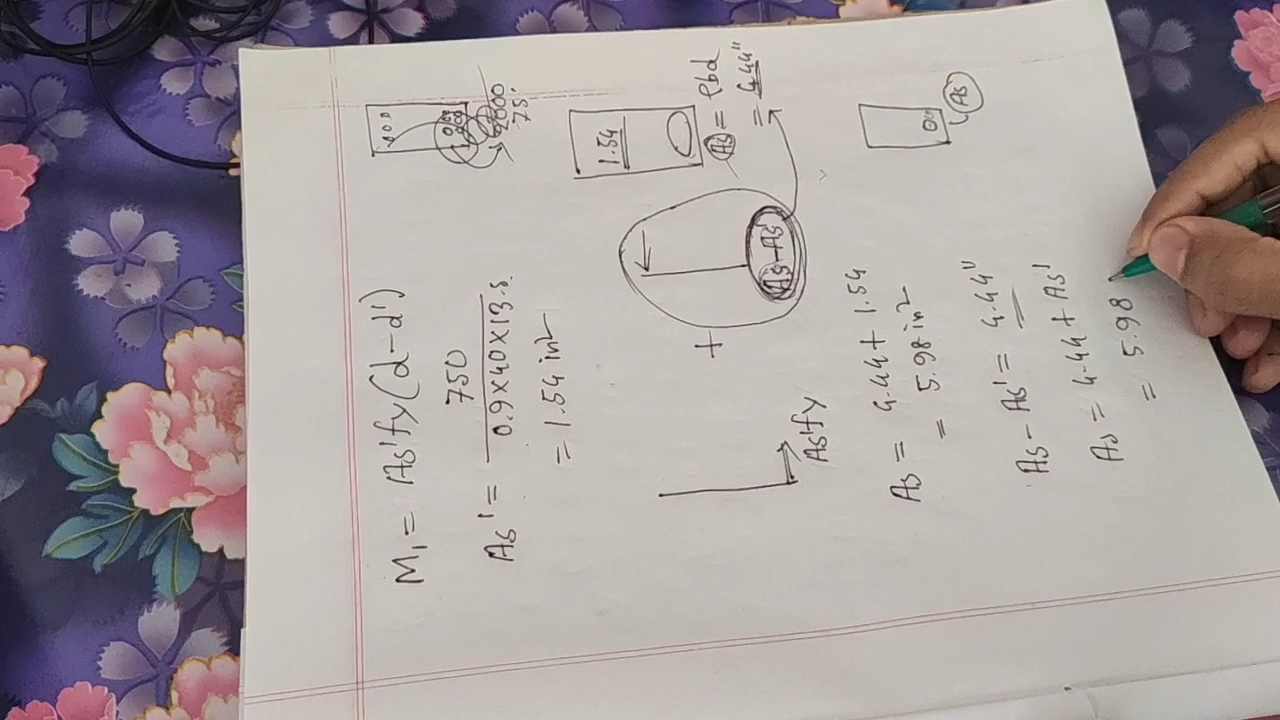 M₁ = As'fy(d-d')
As' = 750 / 0.9×40×13.5
= 1.54 in²
1.54
As = ρbd
= 4.44"
As'fy
+
As-As'
As
As = 4.44 + 1.54
= 5.98 in²
As - As' = 4.44"
As = 4.44 + As'
= 5.98